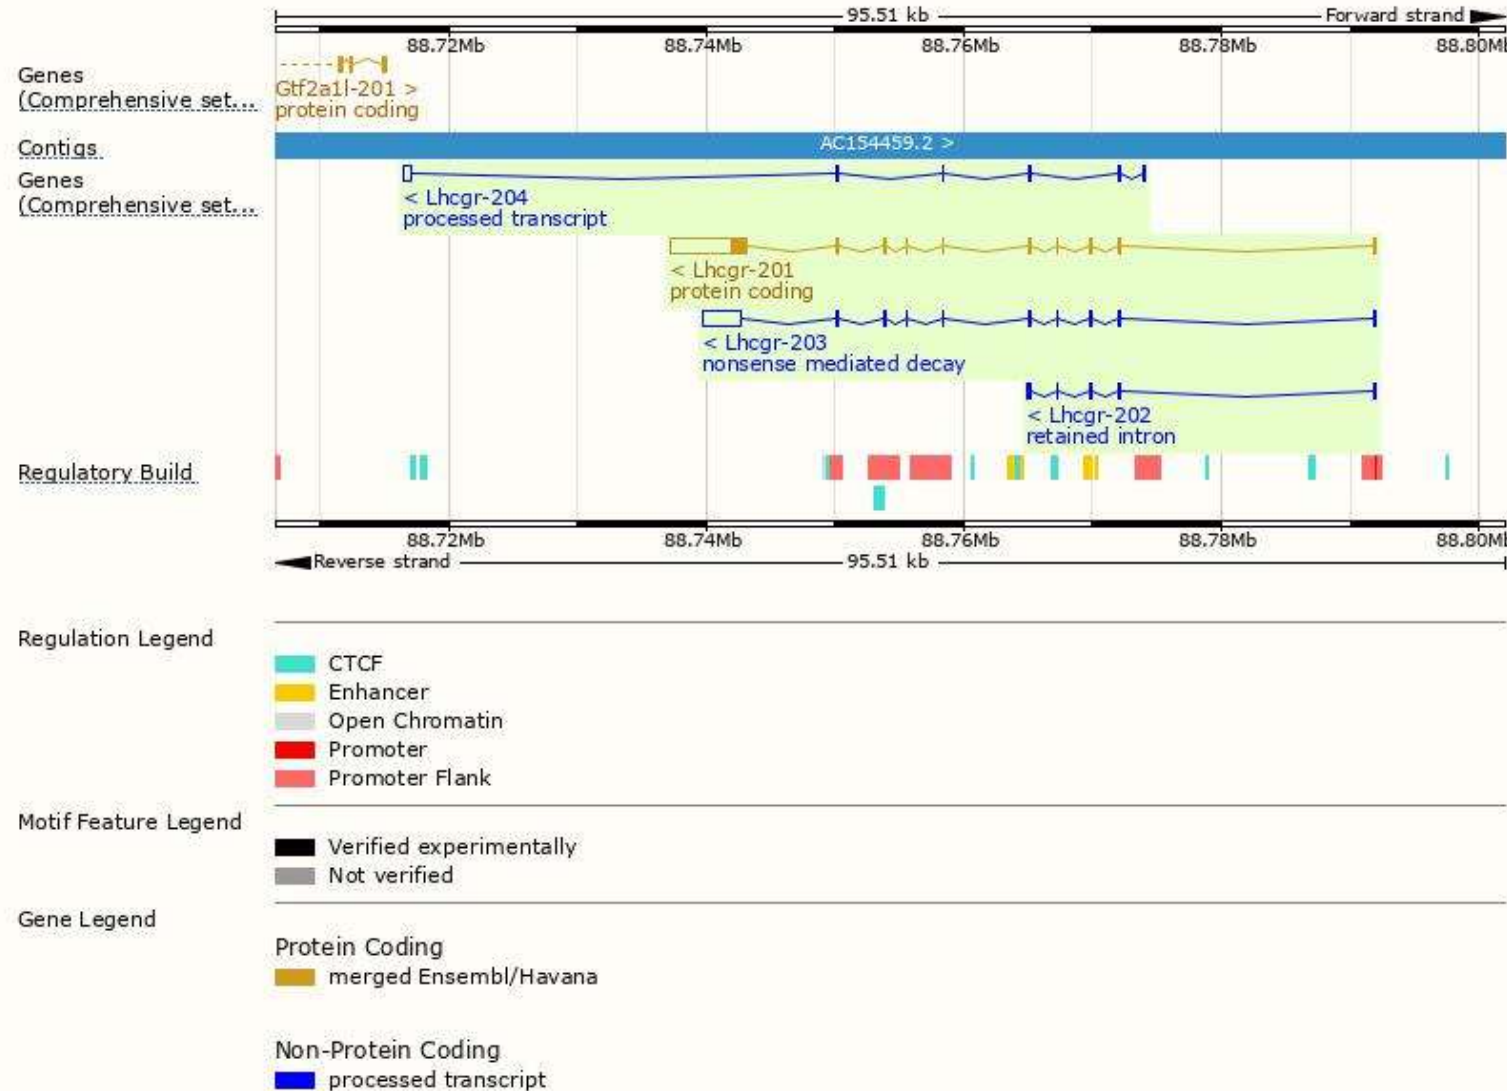 95.51 kb Forward strand
88.72Mb 88.74Mb 88.76Mb 88.78Mb 88.80Mb
Genes
(Comprehensive set...
Gtf2a1l-201 >
protein coding
Contigs
AC154459.2 >
Genes
(Comprehensive set...
< Lhcgr-204
processed transcript
< Lhcgr-201
protein coding
< Lhcgr-203
nonsense mediated decay
< Lhcgr-202
retained intron
Regulatory Build
88.72Mb 88.74Mb 88.76Mb 88.78Mb 88.80Mb
Reverse strand 95.51 kb
Regulation Legend
CTCF
Enhancer
Open Chromatin
Promoter
Promoter Flank
Motif Feature Legend
Verified experimentally
Not verified
Gene Legend
Protein Coding
merged Ensembl/Havana
Non-Protein Coding
processed transcript